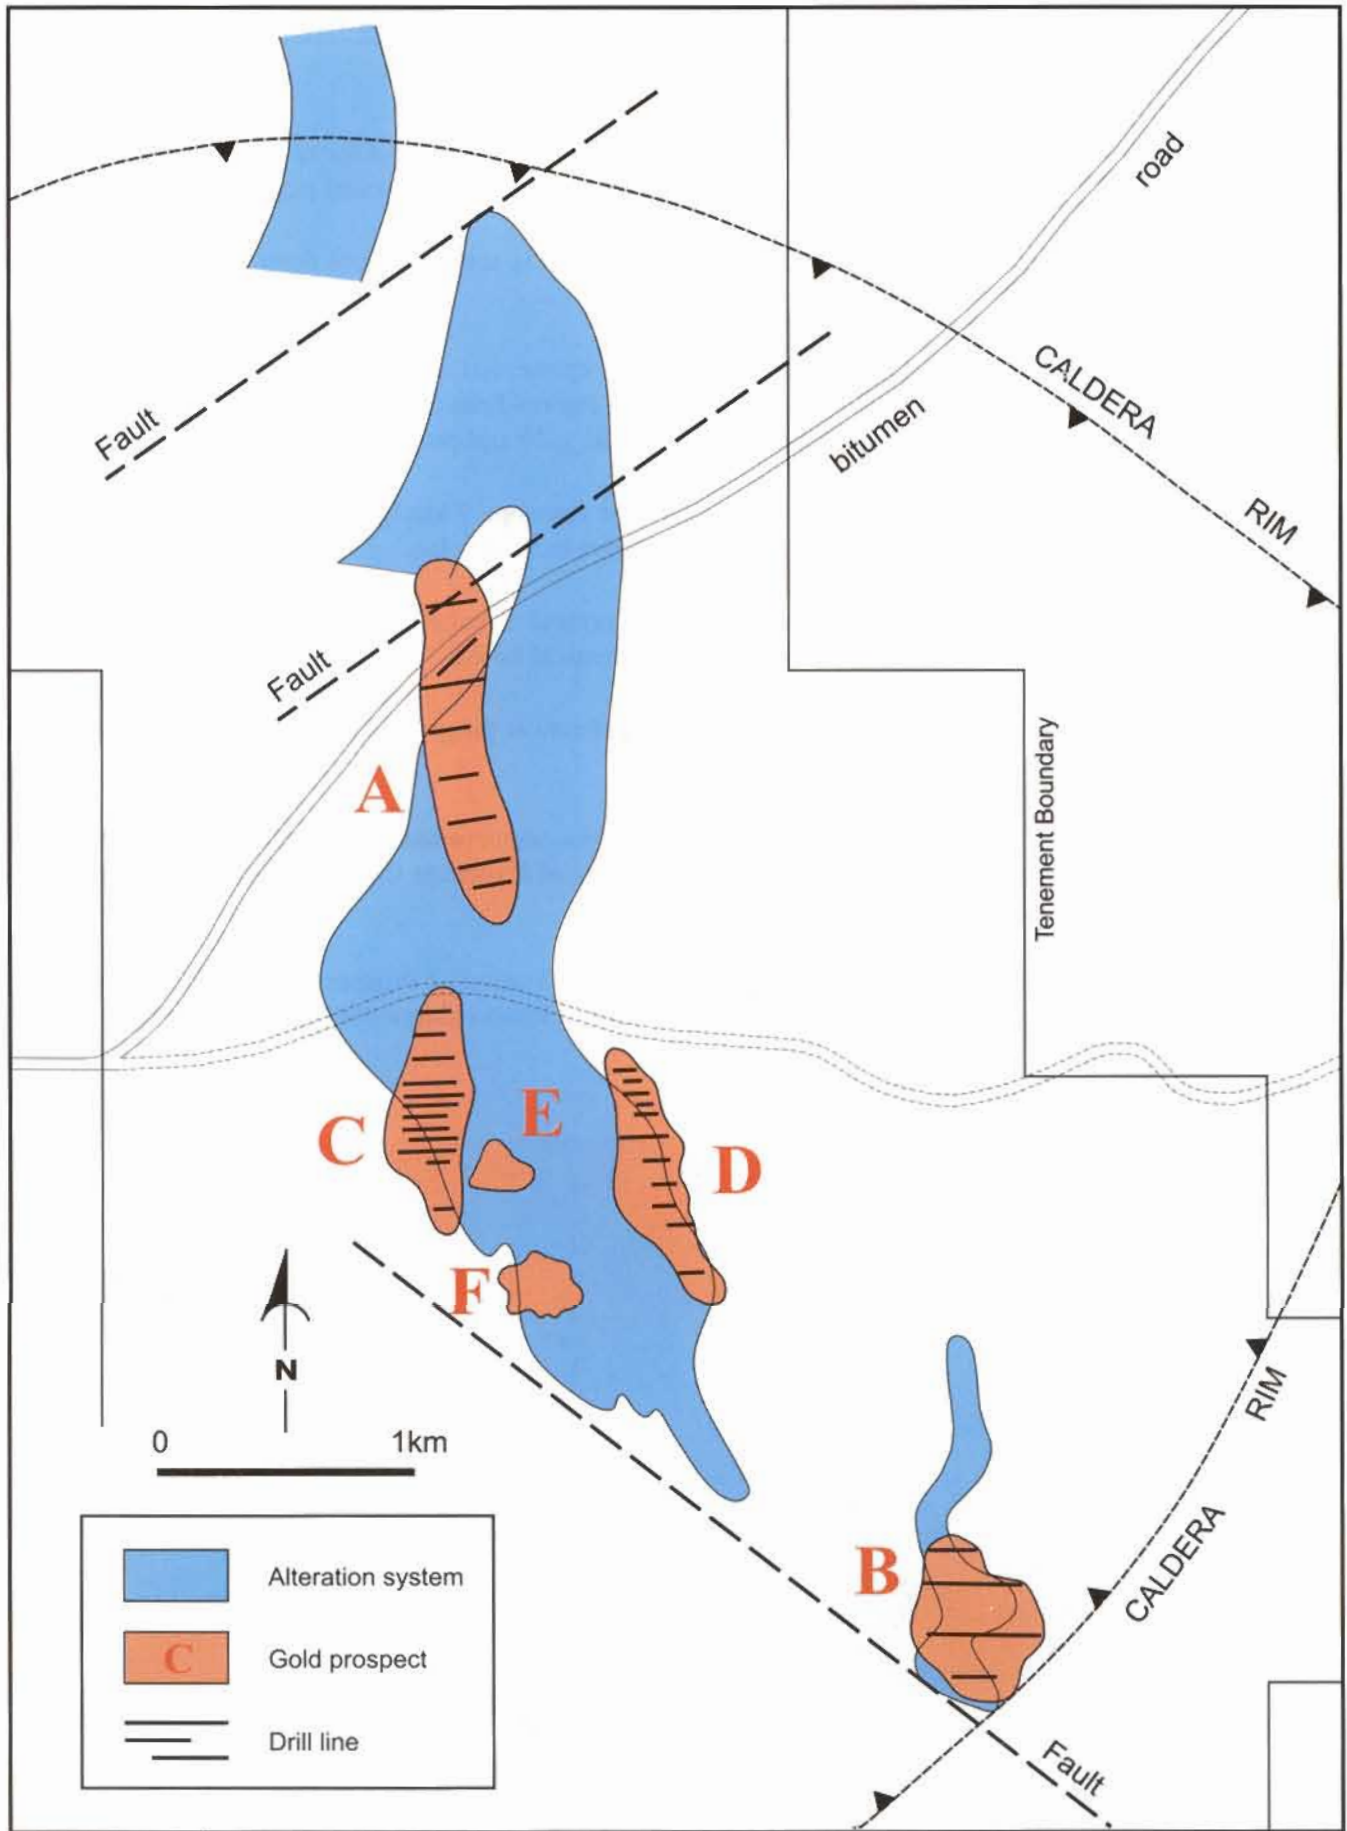 road
CALDERA
RIM
bitumen
Fault
Fault
Tenement Boundary
A
E
C
D
F
N
0 1km
RIM
CALDERA
B
Fault
Alteration system
C Gold prospect
Drill line